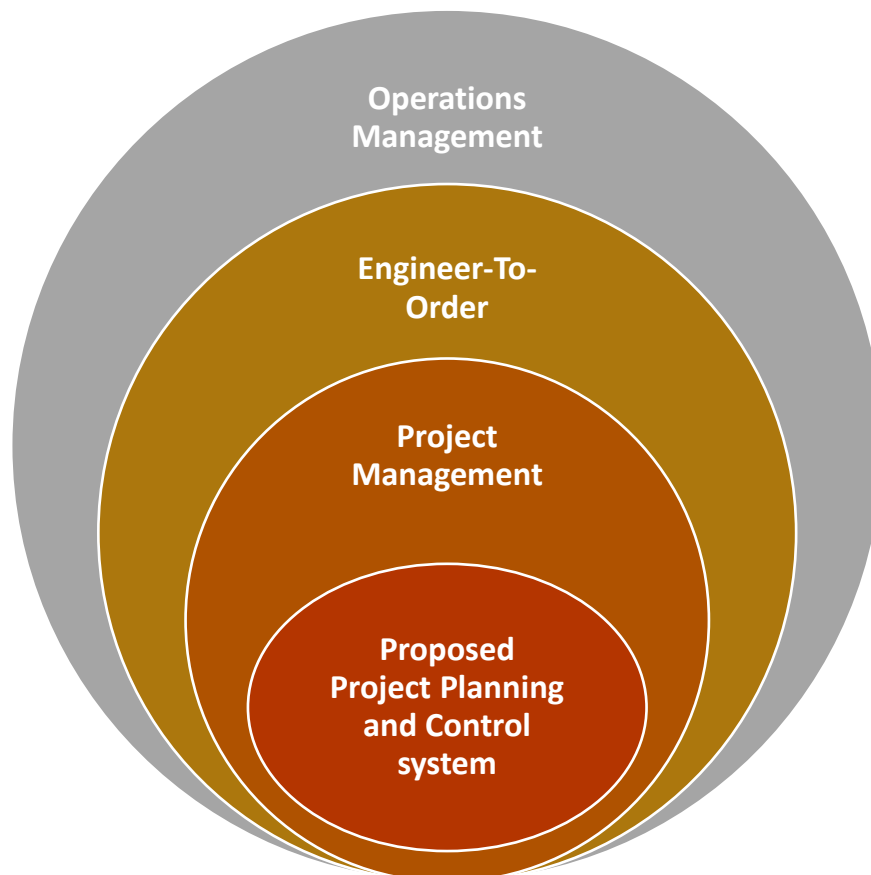 Operations
Management
Engineer-To-
Order
Project
Management
Proposed
Project Planning
and Control
system